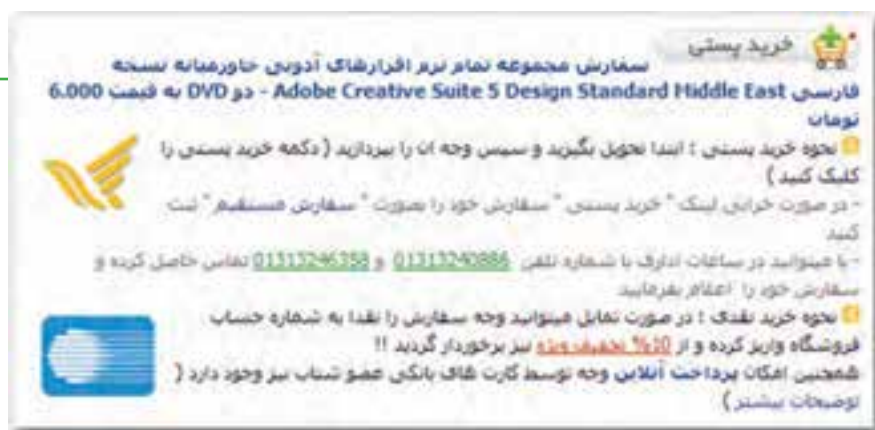 خرید پستی
سفارش مجموعه تمام نرم افزارهای آدوبی خاورمیانه نسخه
فارسی Adobe Creative Suite 5 Design Standard Middle East - دو DVD به قیمت 6.000
تومان
نحوه خرید پستی : ابتدا تحویل بگیرید و سپس وجه ان را بپردازید ( دکمه خرید پستی را
کلیک کنید )
- در صورت خرابی لینک " خرید پستی " سفارش خود را بصورت " سفارش مستقیم " ثبت
کنید
- یا میتوانید در ساعات اداری با شماره تلفن 01313240886 و 01313246358 تماس حاصل کرده و
سفارش خود را اعلام بفرمایید
نحوه خرید نقدی : در صورت تمایل میتوانید وجه سفارش را نقدا به شماره حساب
فروشگاه واریز کرده و از 10% تخفیف ویژه نیز برخوردار گردید !!
همچنین امکان پرداخت آنلاین وجه توسط کارت های بانکی عضو شتاب نیز وجود دارد (
توضیحات بیشتر )